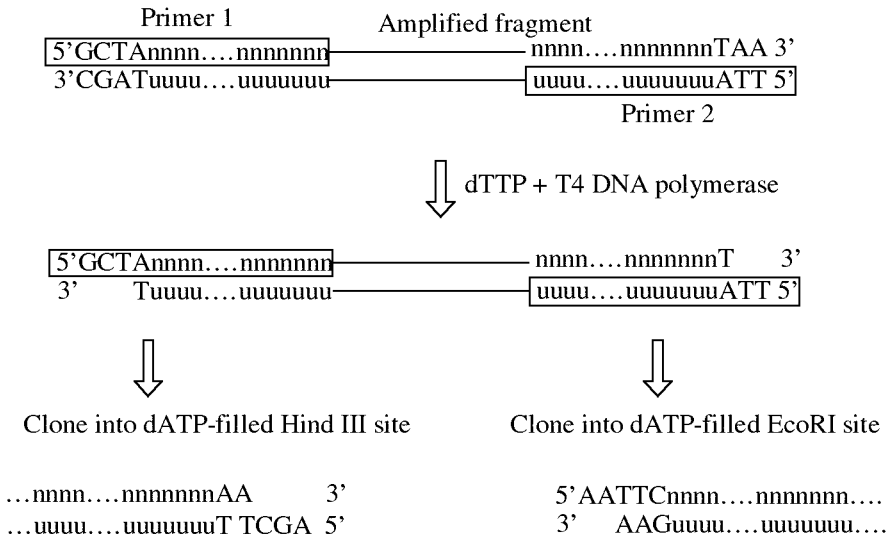 Primer 1
Amplified fragment
5’GCTAnnnn….nnnnnnn nnnn….nnnnnnnTAA 3’
3’CGATuuuu….uuuuuuu uuuu….uuuuuuuATT 5’
Primer 2
dTTP + T4 DNA polymerase
5’GCTAnnnn….nnnnnnn nnnn….nnnnnnnT 3’
3’ Tuuuu….uuuuuuu uuuu….uuuuuuuATT 5’
Clone into dATP-filled Hind III site Clone into dATP-filled EcoRI site
…nnnn….nnnnnnnAA 3’ 5’AATTCnnnn….nnnnnnn….
…uuuu….uuuuuuuT TCGA 5’ 3’ AAGuuuu….uuuuuuu….